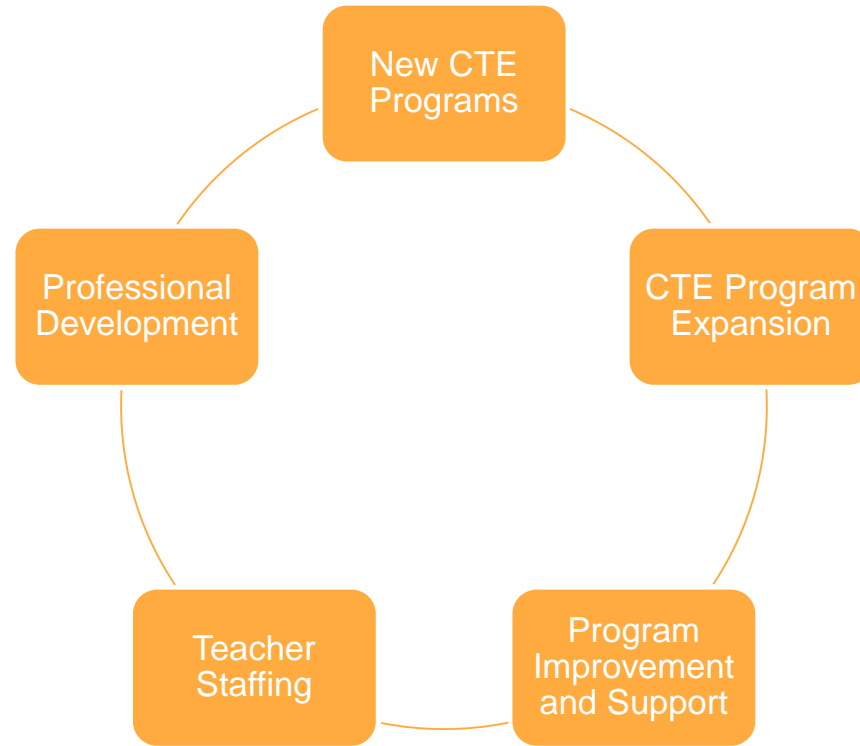 New CTE
Programs
CTE Program
Expansion
Program
Improvement
and Support
Teacher
Staffing
Professional
Development